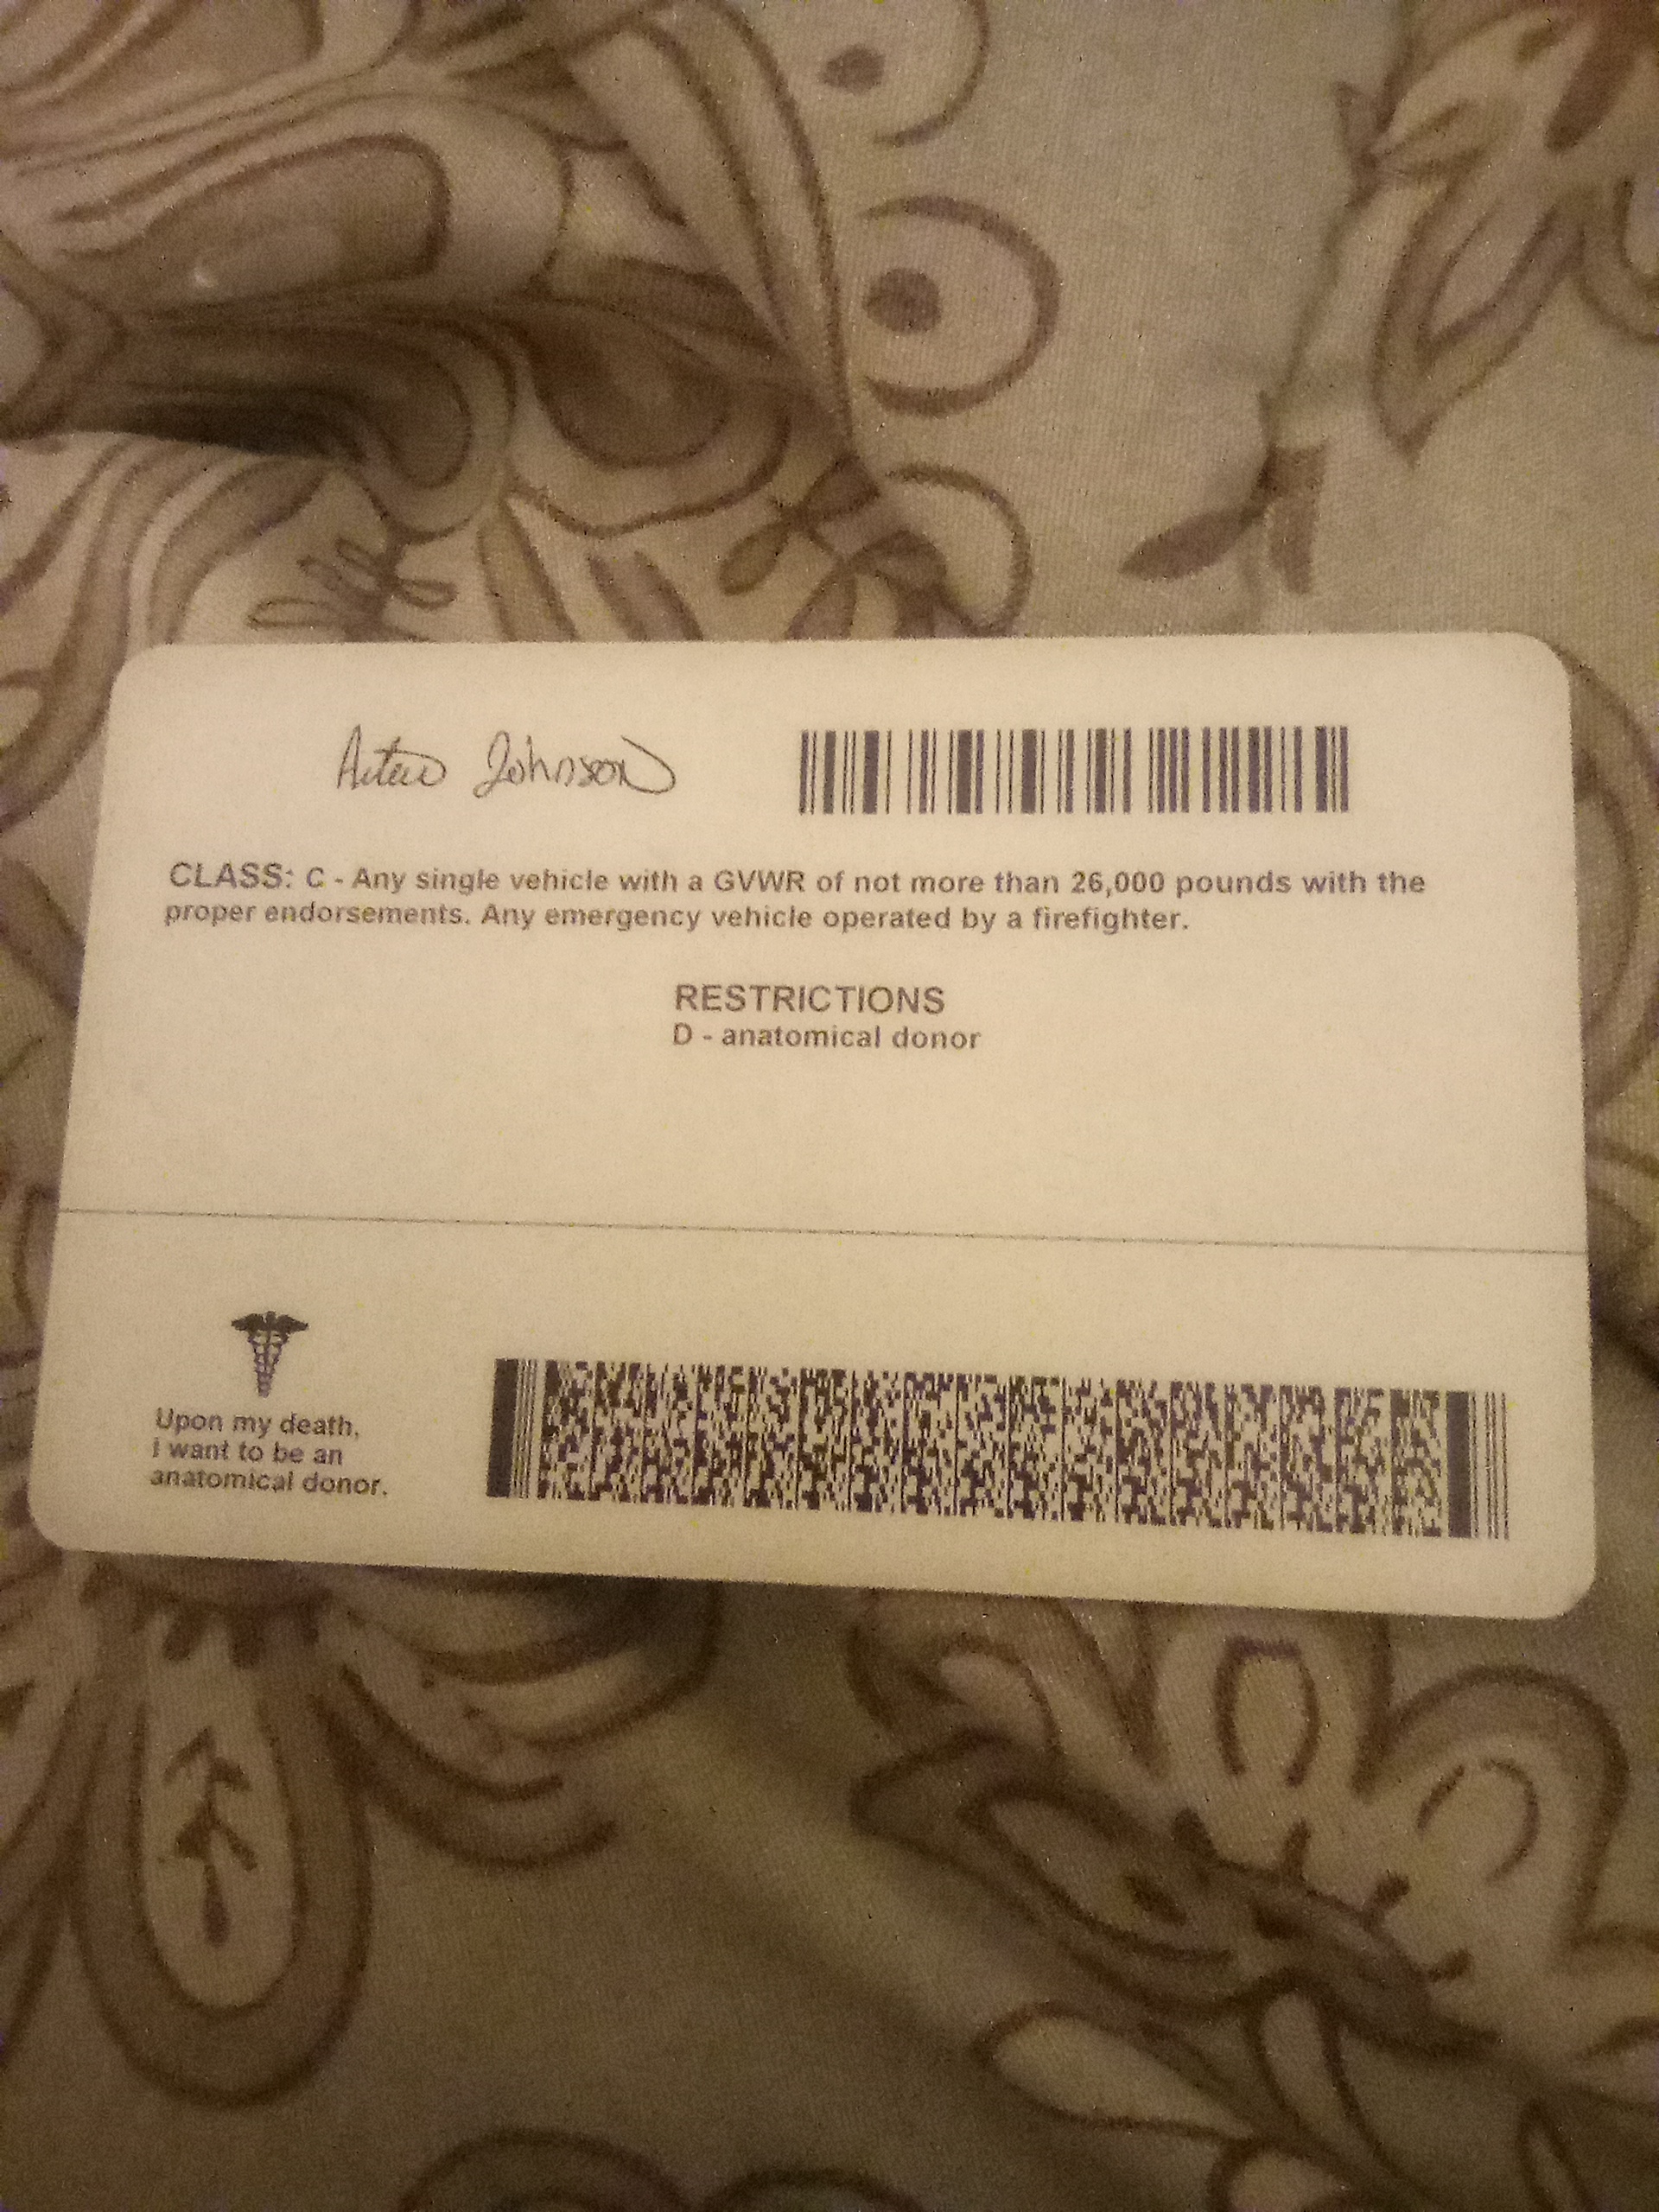 Johnson
CLASS: C - Any single vehicle with a GVWR of not more than 26,000 pounds with the
proper endorsements. Any emergency vehicle operated by a firefighter.
RESTRICTIONS
D - anatomical donor
Upon my death,
I want to be an
anatomical donor.